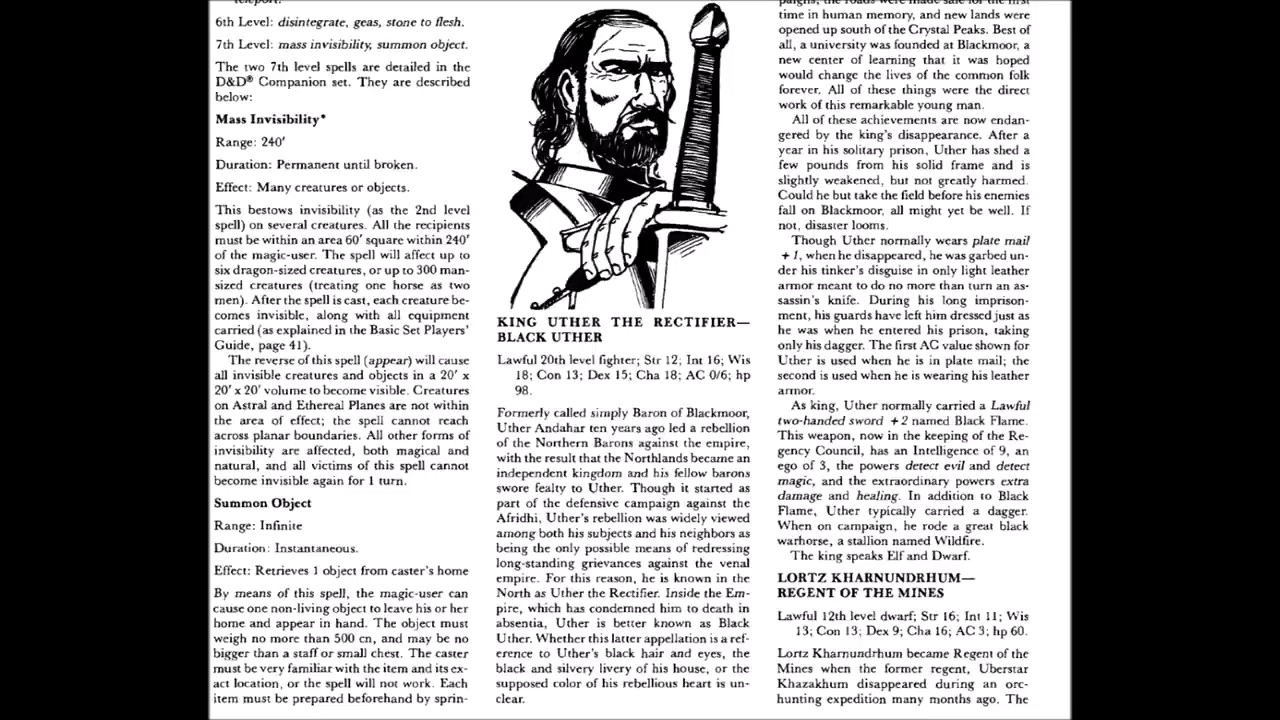 teleport.
6th Level: disintegrate, geas, stone to flesh.
7th Level: mass invisibility, summon object.
The two 7th level spells are detailed in the
D&D® Companion set. They are described
below:
Mass Invisibility*
Range: 240′
Duration: Permanent until broken.
Effect: Many creatures or objects.
This bestows invisibility (as the 2nd level
spell) on several creatures. All the recipients
must be within an area 60′ square within 240′
of the magic-user. The spell will affect up to
six dragon-sized creatures, or up to 300 man-
sized creatures (treating one horse as two
men). After the spell is cast, each creature be-
comes invisible, along with all equipment
carried (as explained in the Basic Set Players'
Guide, page 41).
The reverse of this spell (appear) will cause
all invisible creatures and objects in a 20′ x
20′ x 20′ volume to become visible. Creatures
on Astral and Ethereal Planes are not within
the area of effect; the spell cannot reach
across planar boundaries. All other forms of
invisibility are affected, both magical and
natural, and all victims of this spell cannot
become invisible again for 1 turn.
Summon Object
Range: Infinite
Duration: Instantaneous.
Effect: Retrieves 1 object from caster's home
By means of this spell, the magic-user can
cause one non-living object to leave his or her
home and appear in hand. The object must
weigh no more than 500 cn, and may be no
bigger than a staff or small chest. The caster
must be very familiar with the item and its ex-
act location, or the spell will not work. Each
item must be prepared beforehand by sprin-
KING UTHER THE RECTIFIER—
BLACK UTHER
Lawful 20th level fighter; Str 12; Int 16; Wis
18; Con 13; Dex 15; Cha 18; AC 0/6; hp
98.
Formerly called simply Baron of Blackmoor,
Uther Andahar ten years ago led a rebellion
of the Northern Barons against the empire,
with the result that the Northlands became an
independent kingdom and his fellow barons
swore fealty to Uther. Though it started as
part of the defensive campaign against the
Afridhi, Uther's rebellion was widely viewed
among both his subjects and his neighbors as
being the only possible means of redressing
long-standing grievances against the venal
empire. For this reason, he is known in the
North as Uther the Rectifier. Inside the Em-
pire, which has condemned him to death in
absentia, Uther is better known as Black
Uther. Whether this latter appellation is a ref-
erence to Uther's black hair and eyes, the
black and silvery livery of his house, or the
supposed color of his rebellious heart is un-
clear.
paigns, the roads were made safe for the first
time in human memory, and new lands were
opened up south of the Crystal Peaks. Best of
all, a university was founded at Blackmoor, a
new center of learning that it was hoped
would change the lives of the common folk
forever. All of these things were the direct
work of this remarkable young man.
All of these achievements are now endan-
gered by the king's disappearance. After a
year in his solitary prison, Uther has shed a
few pounds from his solid frame and is
slightly weakened, but not greatly harmed.
Could he but take the field before his enemies
fall on Blackmoor, all might yet be well. If
not, disaster looms.
Though Uther normally wears plate mail
+1, when he disappeared, he was garbed un-
der his tinker's disguise in only light leather
armor meant to do no more than turn an as-
sassin's knife. During his long imprison-
ment, his guards have left him dressed just as
he was when he entered his prison, taking
only his dagger. The first AC value shown for
Uther is used when he is in plate mail; the
second is used when he is wearing his leather
armor.
As king, Uther normally carried a Lawful
two-handed sword +2 named Black Flame.
This weapon, now in the keeping of the Re-
gency Council, has an Intelligence of 9, an
ego of 3, the powers detect evil and detect
magic, and the extraordinary powers extra
damage and healing. In addition to Black
Flame, Uther typically carried a dagger.
When on campaign, he rode a great black
warhorse, a stallion named Wildfire.
The king speaks Elf and Dwarf.
LORTZ KHARNUNDRHUM—
REGENT OF THE MINES
Lawful 12th level dwarf; Str 16; Int 11; Wis
13; Con 13; Dex 9; Cha 16; AC 3; hp 60.
Lortz Kharnundrhum became Regent of the
Mines when the former regent, Uberstar
Khazakhum disappeared during an orc-
hunting expedition many months ago. The